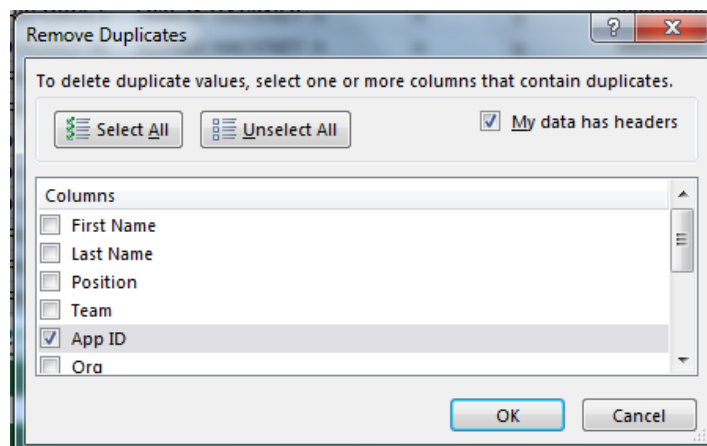 Remove Duplicates
To delete duplicate values, select one or more columns that contain duplicates.
Select All Unselect All My data has headers
Columns
First Name
Last Name
Position
Team
App ID
Org
OK Cancel